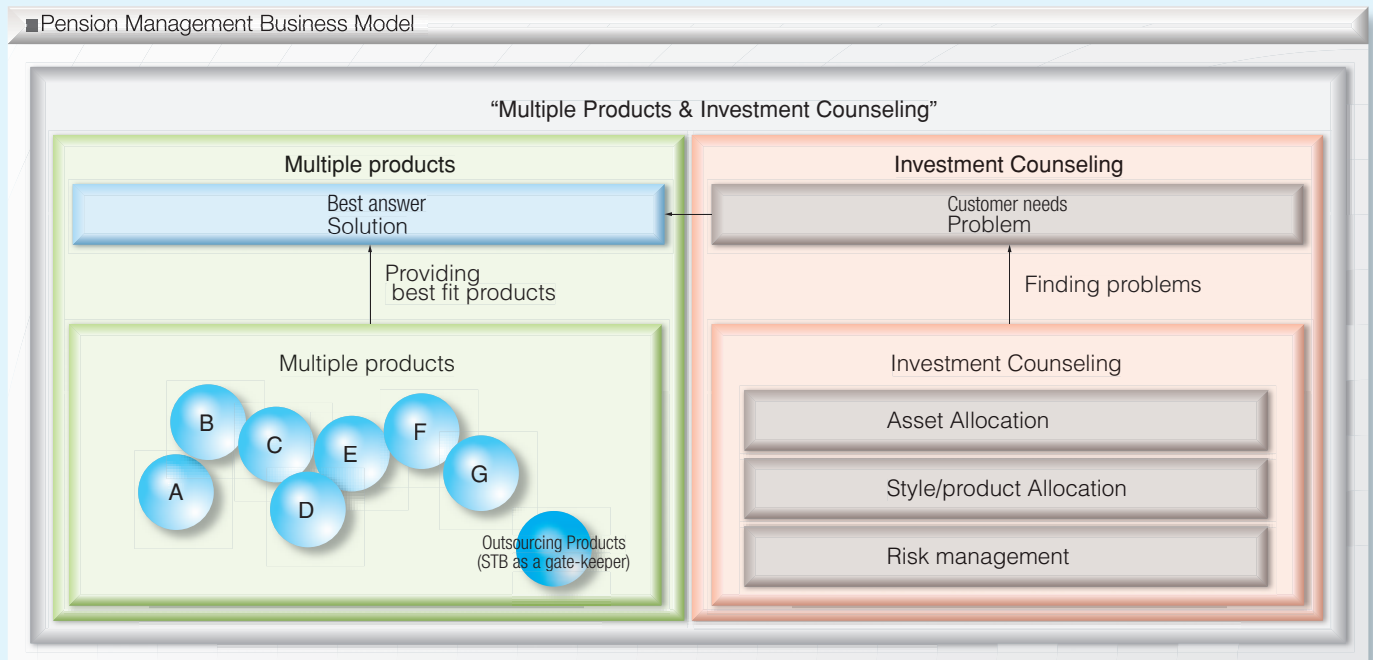 ■Pension Management Business Model
“Multiple Products & Investment Counseling”
Multiple products
Best answer
Solution
Providing
best fit products
Multiple products
A
B
C
D
E
F
G
Outsourcing Products
(STB as a gate-keeper)
Investment Counseling
Customer needs
Problem
Finding problems
Investment Counseling
Asset Allocation
Style/product Allocation
Risk management